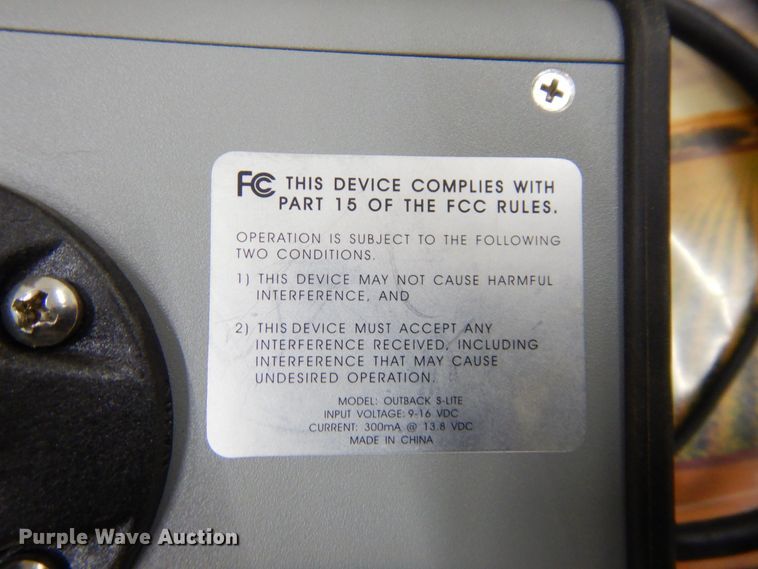 FC THIS DEVICE COMPLIES WITH
PART 15 OF THE FCC RULES.
OPERATION IS SUBJECT TO THE FOLLOWING
TWO CONDITIONS.
1) THIS DEVICE MAY NOT CAUSE HARMFUL
INTERFERENCE, AND
2) THIS DEVICE MUST ACCEPT ANY
INTERFERENCE RECEIVED, INCLUDING
INTERFERENCE THAT MAY CAUSE
UNDESIRED OPERATION.
MODEL: OUTBACK S-LITE
INPUT VOLTAGE: 9-16 VDC
CURRENT: 300mA @ 13.8 VDC
MADE IN CHINA
Purple Wave Auction